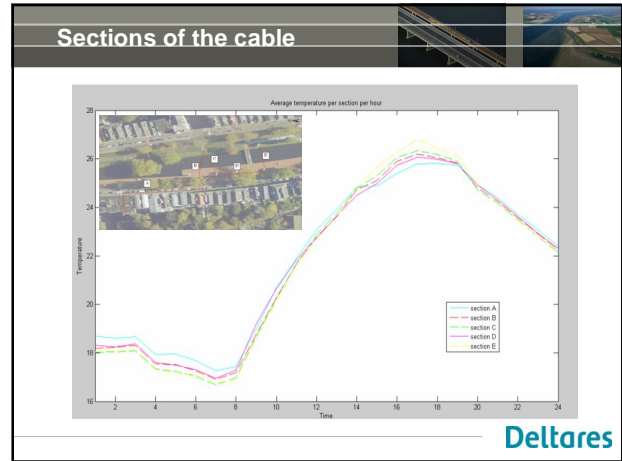 Sections of the cable
Average temperature per section per hour
28
26
24
22
20
18
16
Temperature
A
B
C
D
E
section A
section B
section C
section D
section E
2 4 6 8 10 12 14 16 18 20 22 24
Time
Deltares